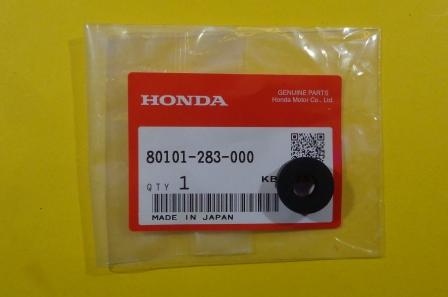 HONDA
GENUINE PARTS
Honda Motor Co., Ltd.
80101-283-000
QTY 1
MADE IN JAPAN